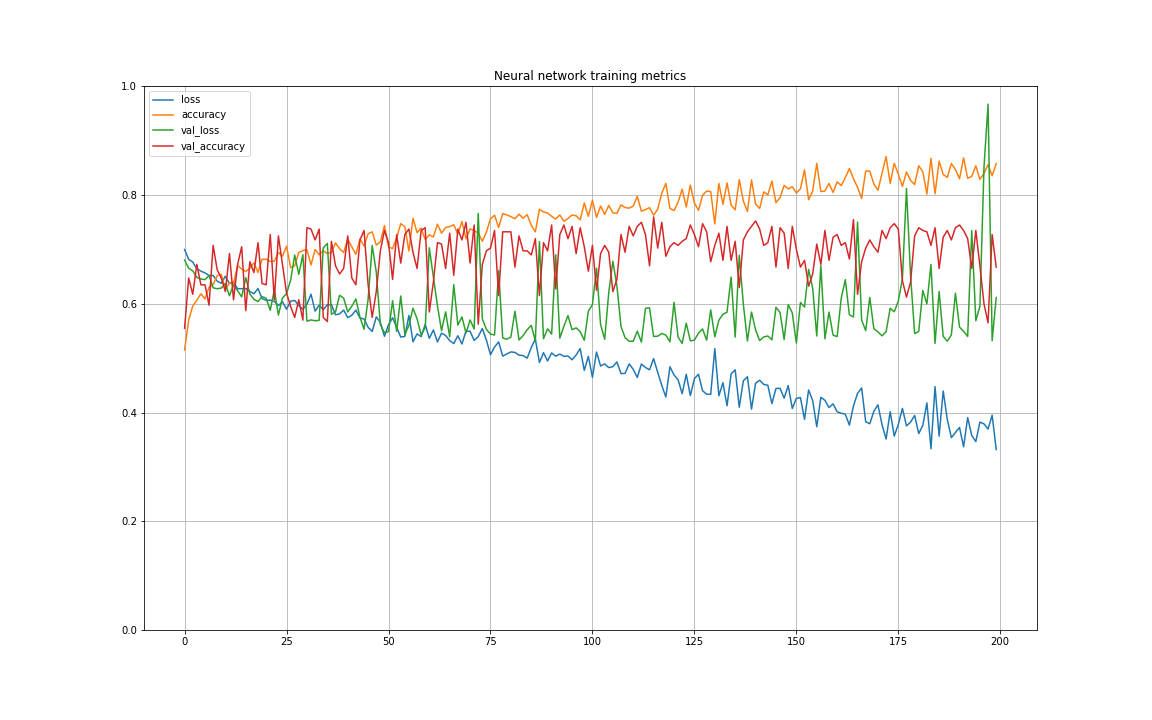 Neural network training metrics
1.0
0.8
0.6
0.4
0.2
0.0
loss
accuracy
val_loss
val_accuracy
0 25 50 75 100 125 150 175 200